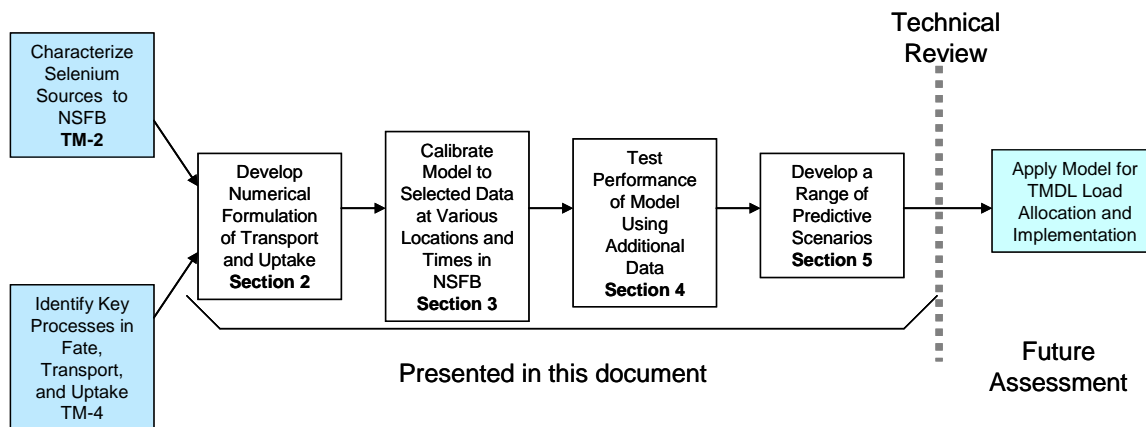 Characterize
Selenium
Sources to
NSFB
TM-2
Identify Key
Processes in
Fate,
Transport,
and Uptake
TM-4
Develop
Numerical
Formulation
of Transport
and Uptake
Section 2
Calibrate
Model to
Selected Data
at Various
Locations and
Times in
NSFB
Section 3
Test
Performance
of Model
Using
Additional
Data
Section 4
Develop a
Range of
Predictive
Scenarios
Section 5
Technical
Review
Apply Model for
TMDL Load
Allocation and
Implementation
Presented in this document
Future
Assessment